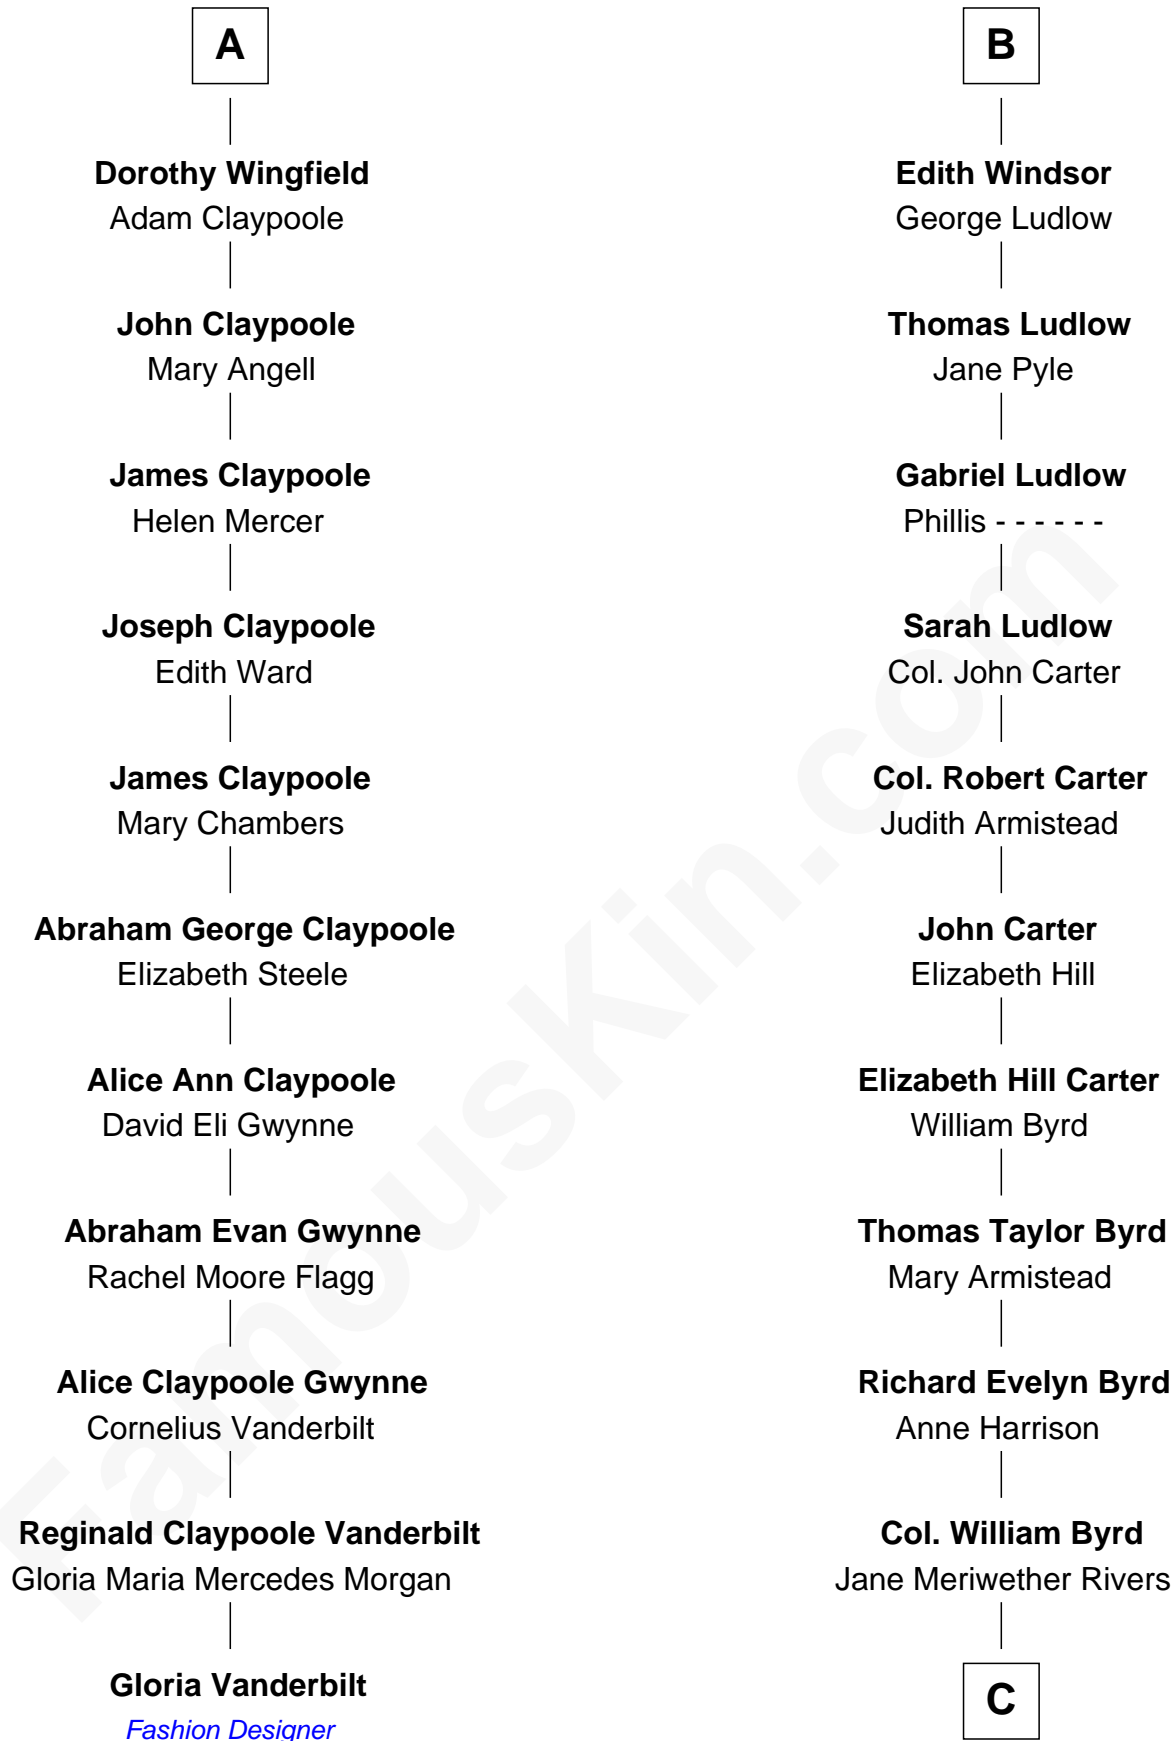 A
Dorothy Wingfield
Adam Claypoole
John Claypoole
Mary Angell
James Claypoole
Helen Mercer
Joseph Claypoole
Edith Ward
James Claypoole
Mary Chambers
Abraham George Claypoole
Elizabeth Steele
Alice Ann Claypoole
David Eli Gwynne
Abraham Evan Gwynne
Rachel Moore Flagg
Alice Claypoole Gwynne
Cornelius Vanderbilt
Reginald Claypoole Vanderbilt
Gloria Maria Mercedes Morgan
Gloria Vanderbilt
Fashion Designer
B
Edith Windsor
George Ludlow
Thomas Ludlow
Jane Pyle
Gabriel Ludlow
Phillis - - - - - -
Sarah Ludlow
Col. John Carter
Col. Robert Carter
Judith Armistead
John Carter
Elizabeth Hill
Elizabeth Hill Carter
William Byrd
Thomas Taylor Byrd
Mary Armistead
Richard Evelyn Byrd
Anne Harrison
Col. William Byrd
Jane Meriwether Rivers
C
FamousKin.com